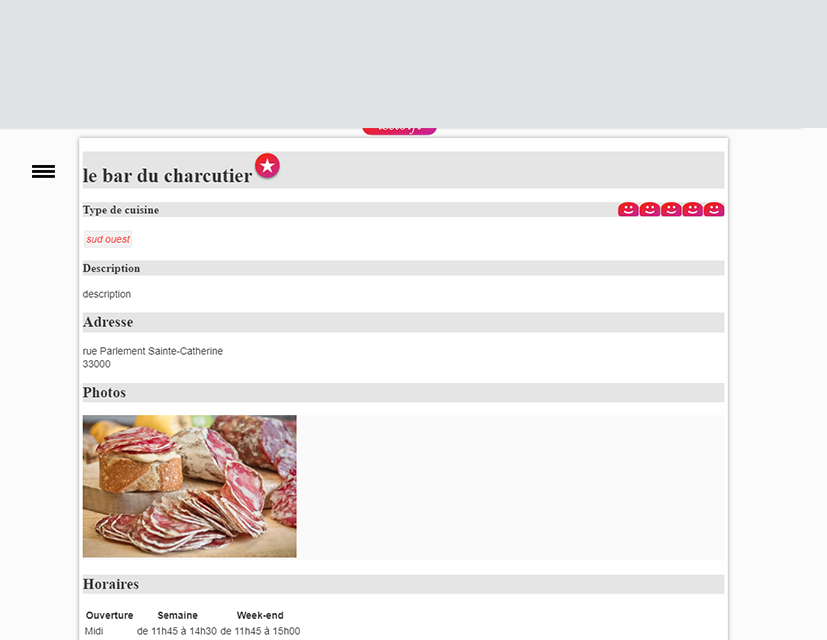 le bar du charcutier
Type de cuisine
sud ouest
Description
description
Adresse
rue Parlement Sainte-Catherine
33000
Photos
Horaires
Ouverture Semaine Week-end
Midi de 11h45 à 14h30 de 11h45 à 15h00